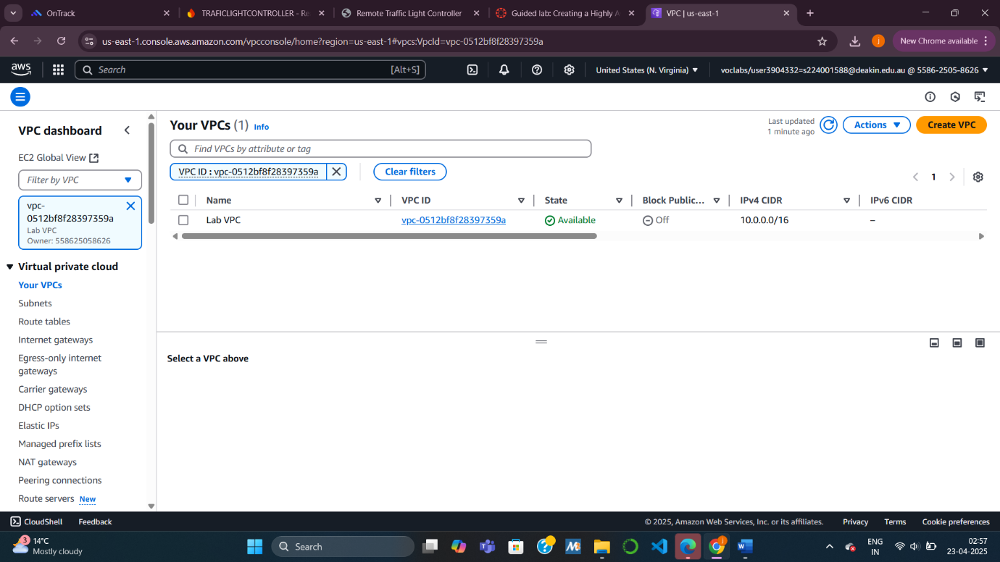 OnTrack
TRAFICLIGHTCONTROLLER - Re
Remote Traffic Light Controller
Guided lab: Creating a Highly A
VPC | us-east-1
us-east-1.console.aws.amazon.com/vpcconsole/home?region=us-east-1#vpcs:VpcId=vpc-0512bf8f28397359a
j
New Chrome available
aws
Search
[Alt+S]
United States (N. Virginia)
voclabs/user3904332=s224001588@deakin.edu.au @ 5586-2505-8626
VPC dashboard
EC2 Global View
Filter by VPC
vpc-
0512bf8f28397359a
Lab VPC
Owner: 558625058626
Virtual private cloud
Your VPCs
Subnets
Route tables
Internet gateways
Egress-only internet
gateways
Carrier gateways
DHCP option sets
Elastic IPs
Managed prefix lists
NAT gateways
Peering connections
Route servers New
Your VPCs (1) Info
Last updated
1 minute ago
Actions
Create VPC
Find VPCs by attribute or tag
VPC ID : vpc-0512bf8f28397359a
Clear filters
1
Name
VPC ID
State
Block Public...
IPv4 CIDR
IPv6 CIDR
Lab VPC
vpc-0512bf8f28397359a
Available
Off
10.0.0.0/16
–
Select a VPC above
CloudShell
Feedback
© 2025, Amazon Web Services, Inc. or its affiliates.
Privacy
Terms
Cookie preferences
3
14°C
Mostly cloudy
Search
ENG
IN
02:57
23-04-2025